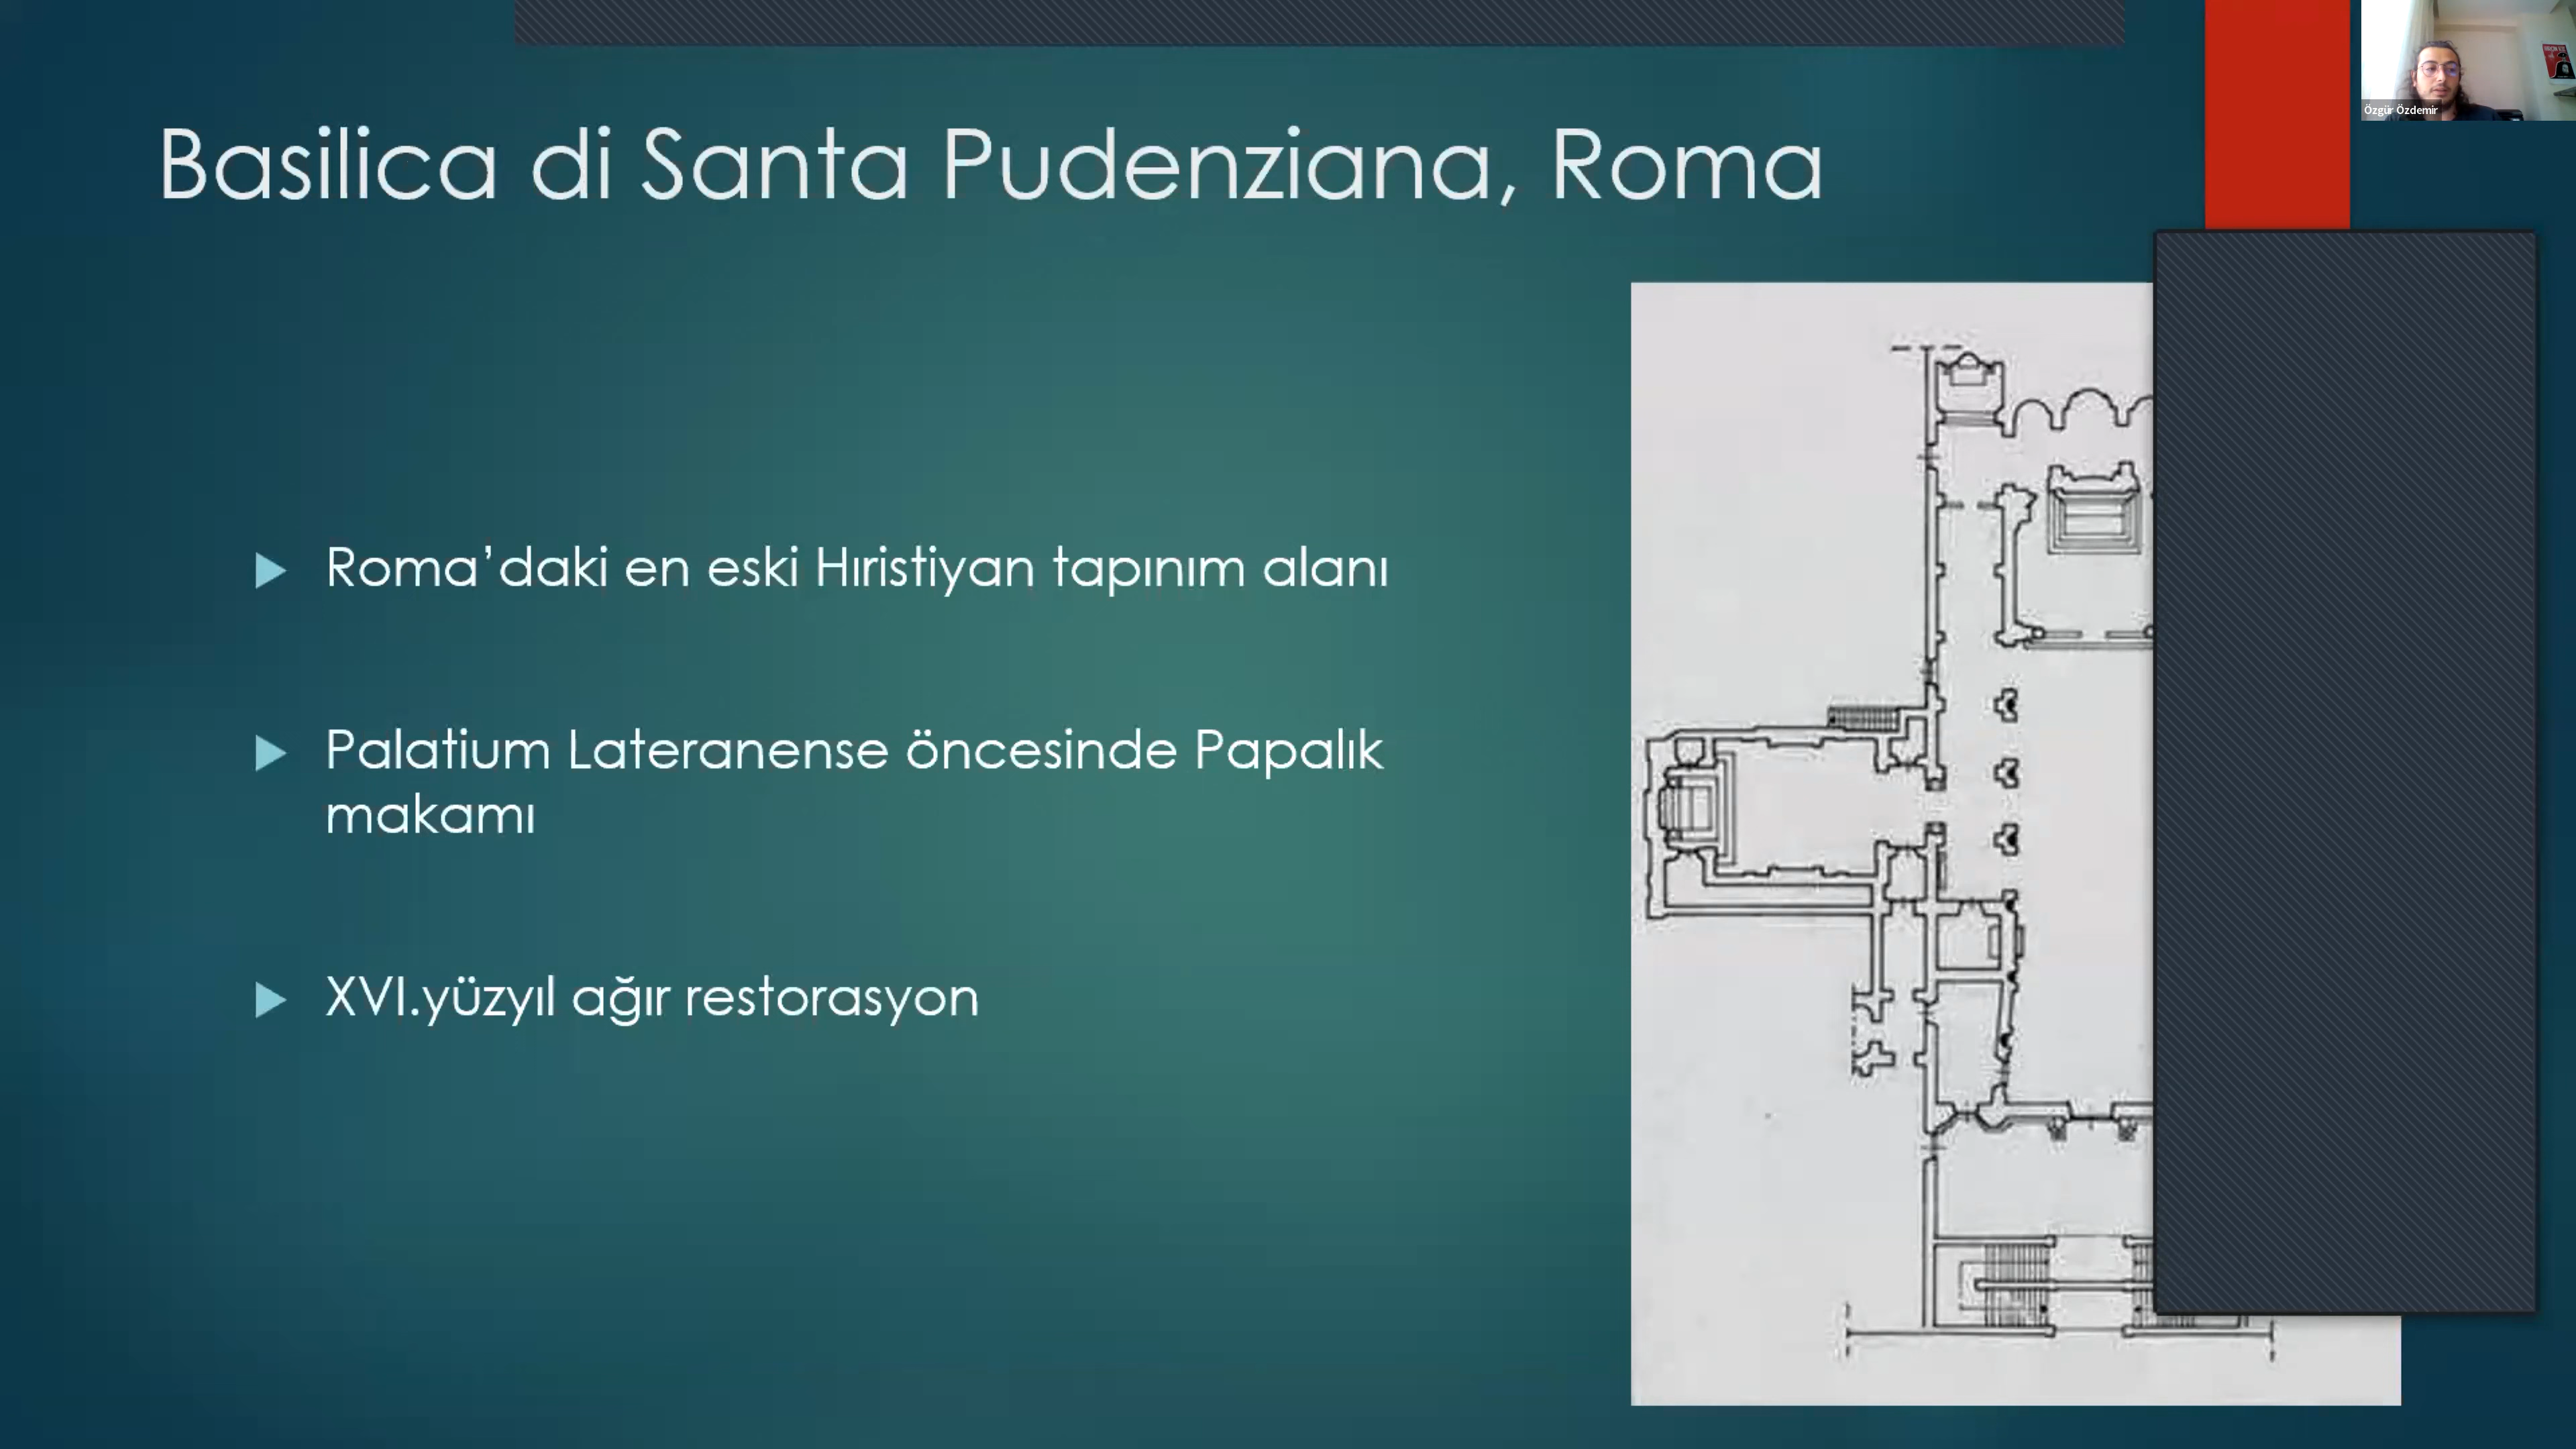 Özgür Özdemir
Basilica di Santa Pudenziana, Roma
Roma’daki en eski Hıristiyan tapınım alanı
Palatium Lateranense öncesinde Papalık
makamı
XVI.yüzyıl ağır restorasyon